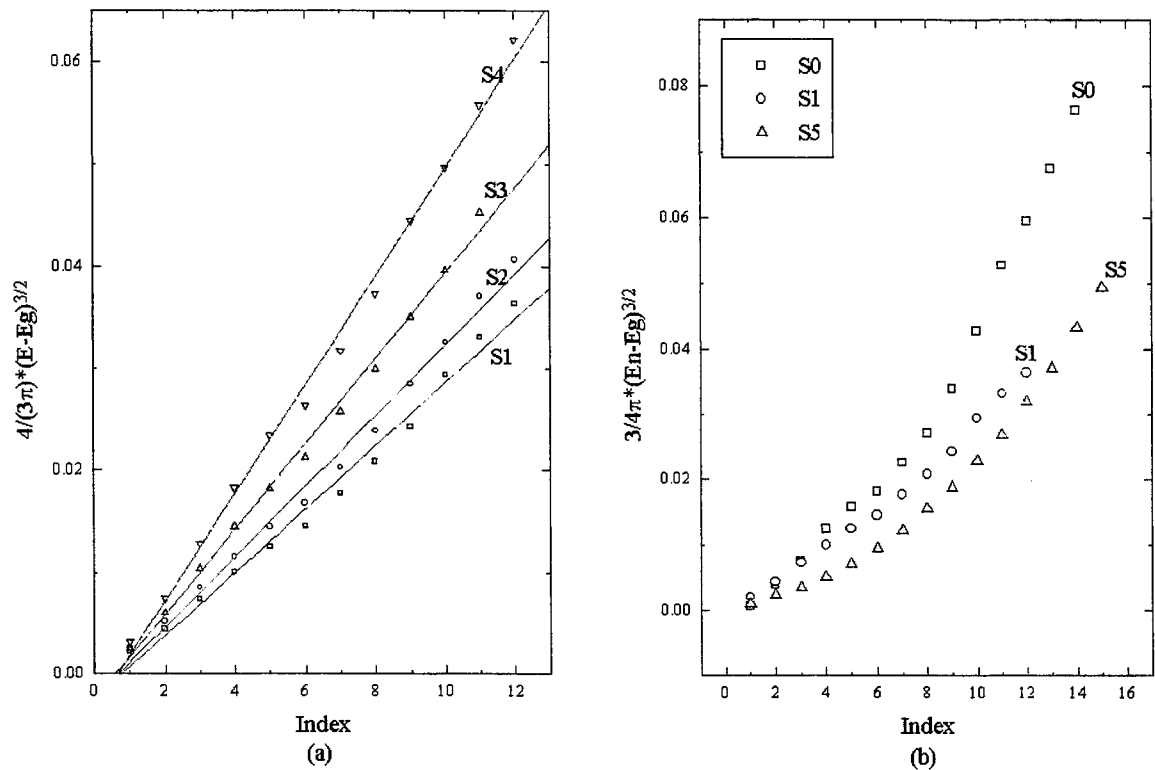 4/(3π)*(E-Eg)3/2
0.06
0.04
0.02
0.00
S4
S3
S2
S1
0 2 4 6 8 10 12
Index
(a)
3/4π*(En-Eg)3/2
0.08
0.06
0.04
0.02
0.00
S0
S1
S5
S0
S5
S1
0 2 4 6 8 10 12 14 16
Index
(b)